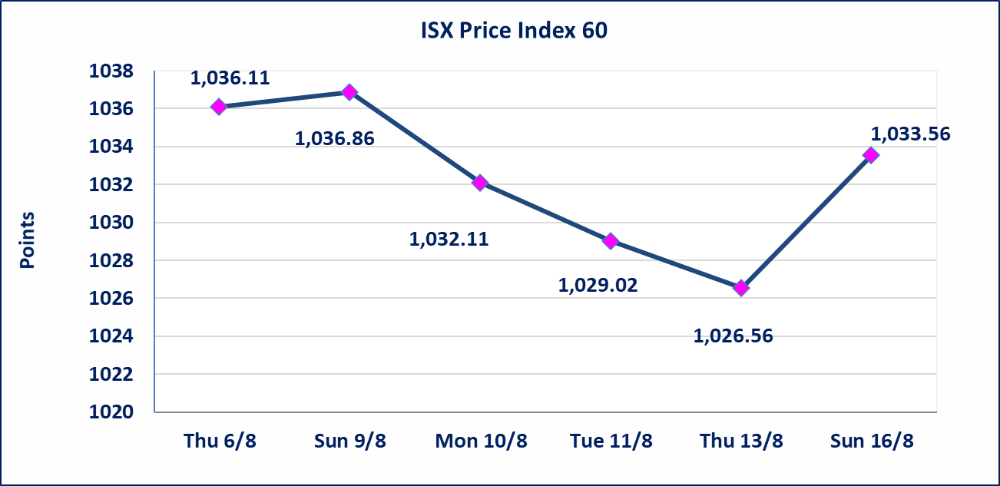 ISX Price Index 60
Points
1038
1036
1034
1032
1030
1028
1026
1024
1022
1020
1,036.11
1,036.86
1,032.11
1,029.02
1,026.56
1,033.56
Thu 6/8
Sun 9/8
Mon 10/8
Tue 11/8
Thu 13/8
Sun 16/8